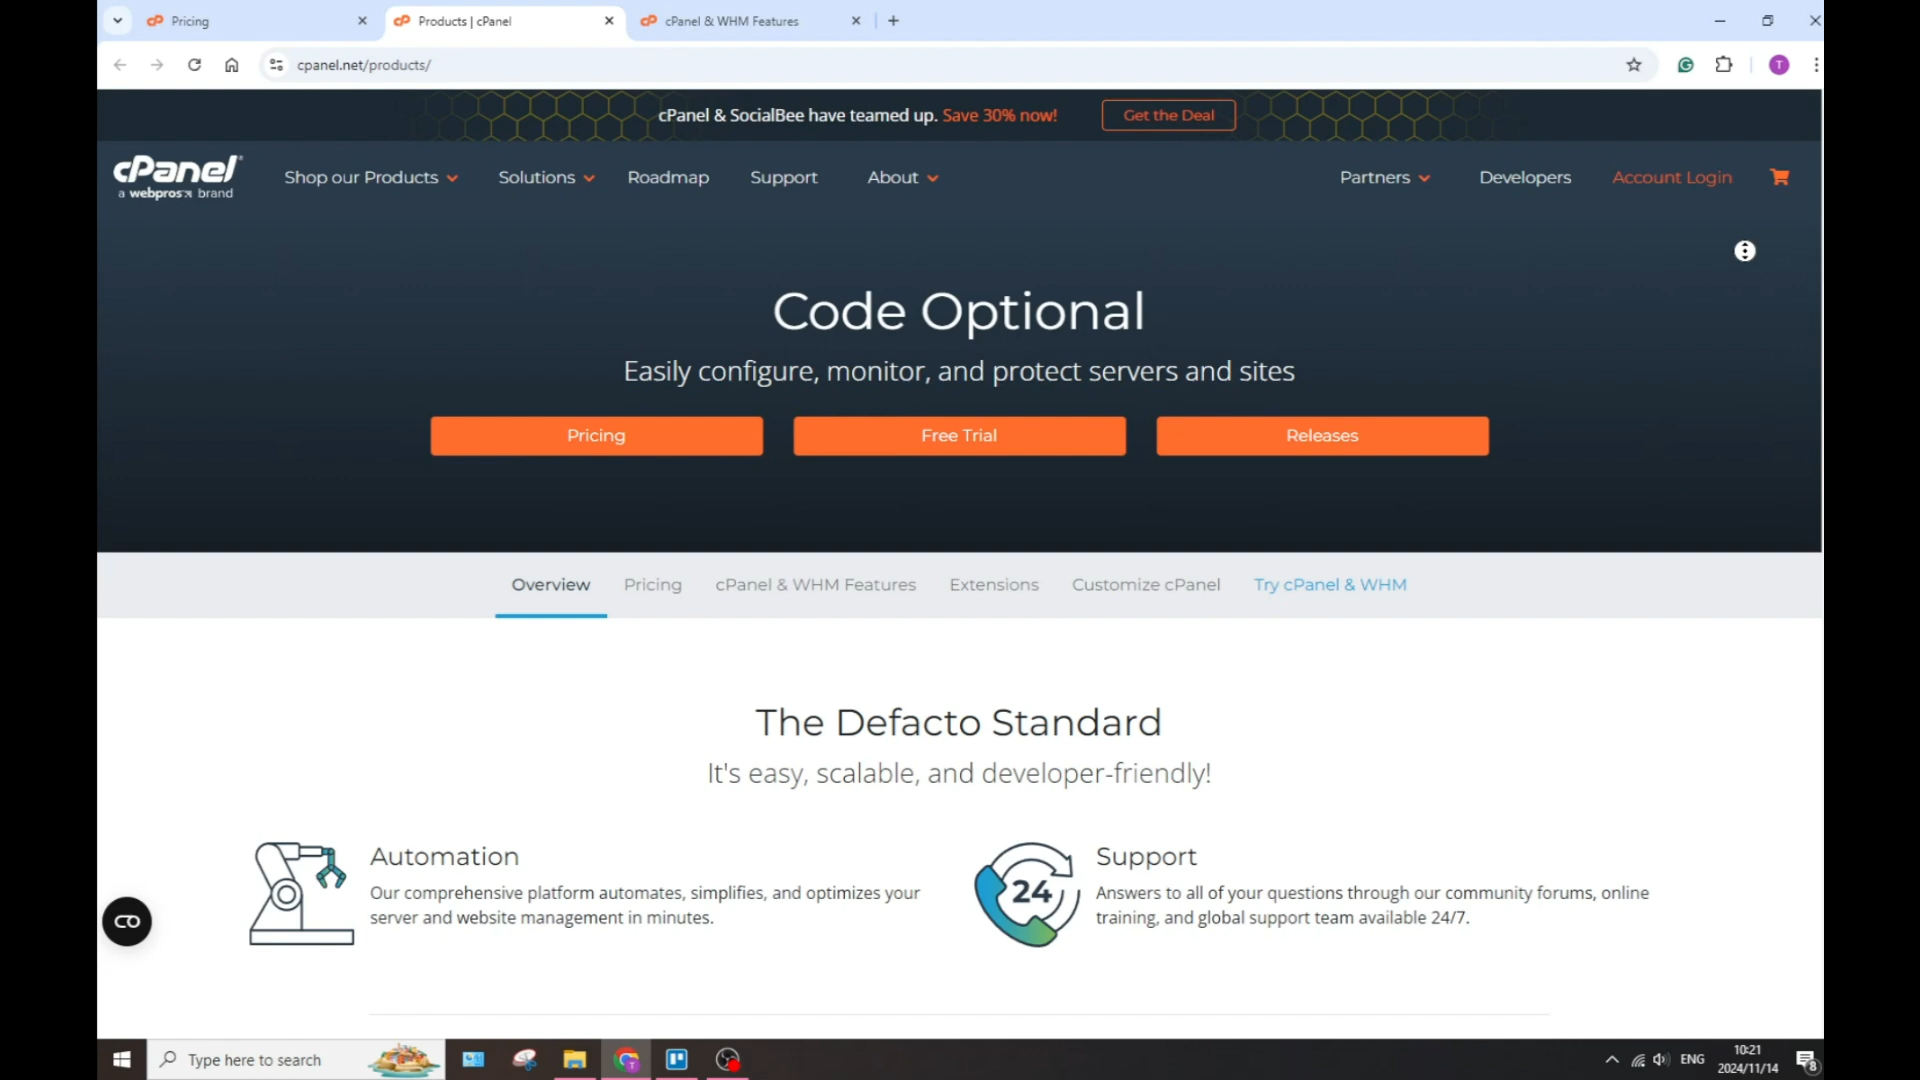 Pricing
Products | cPanel
cPanel & WHM Features
cpanel.net/products/
T
cPanel & SocialBee have teamed up. Save 30% now!
Get the Deal
cPanel®
a webpros brand
Shop our Products
Solutions
Roadmap
Support
About
Partners
Developers
Account Login
Code Optional
Easily configure, monitor, and protect servers and sites
Pricing
Free Trial
Releases
Overview
Pricing
cPanel & WHM Features
Extensions
Customize cPanel
Try cPanel & WHM
The Defacto Standard
It's easy, scalable, and developer-friendly!
Automation
Our comprehensive platform automates, simplifies, and optimizes your
server and website management in minutes.
24
Support
Answers to all of your questions through our community forums, online
training, and global support team available 24/7.
Type here to search
ENG
10:21
2024/11/14
8